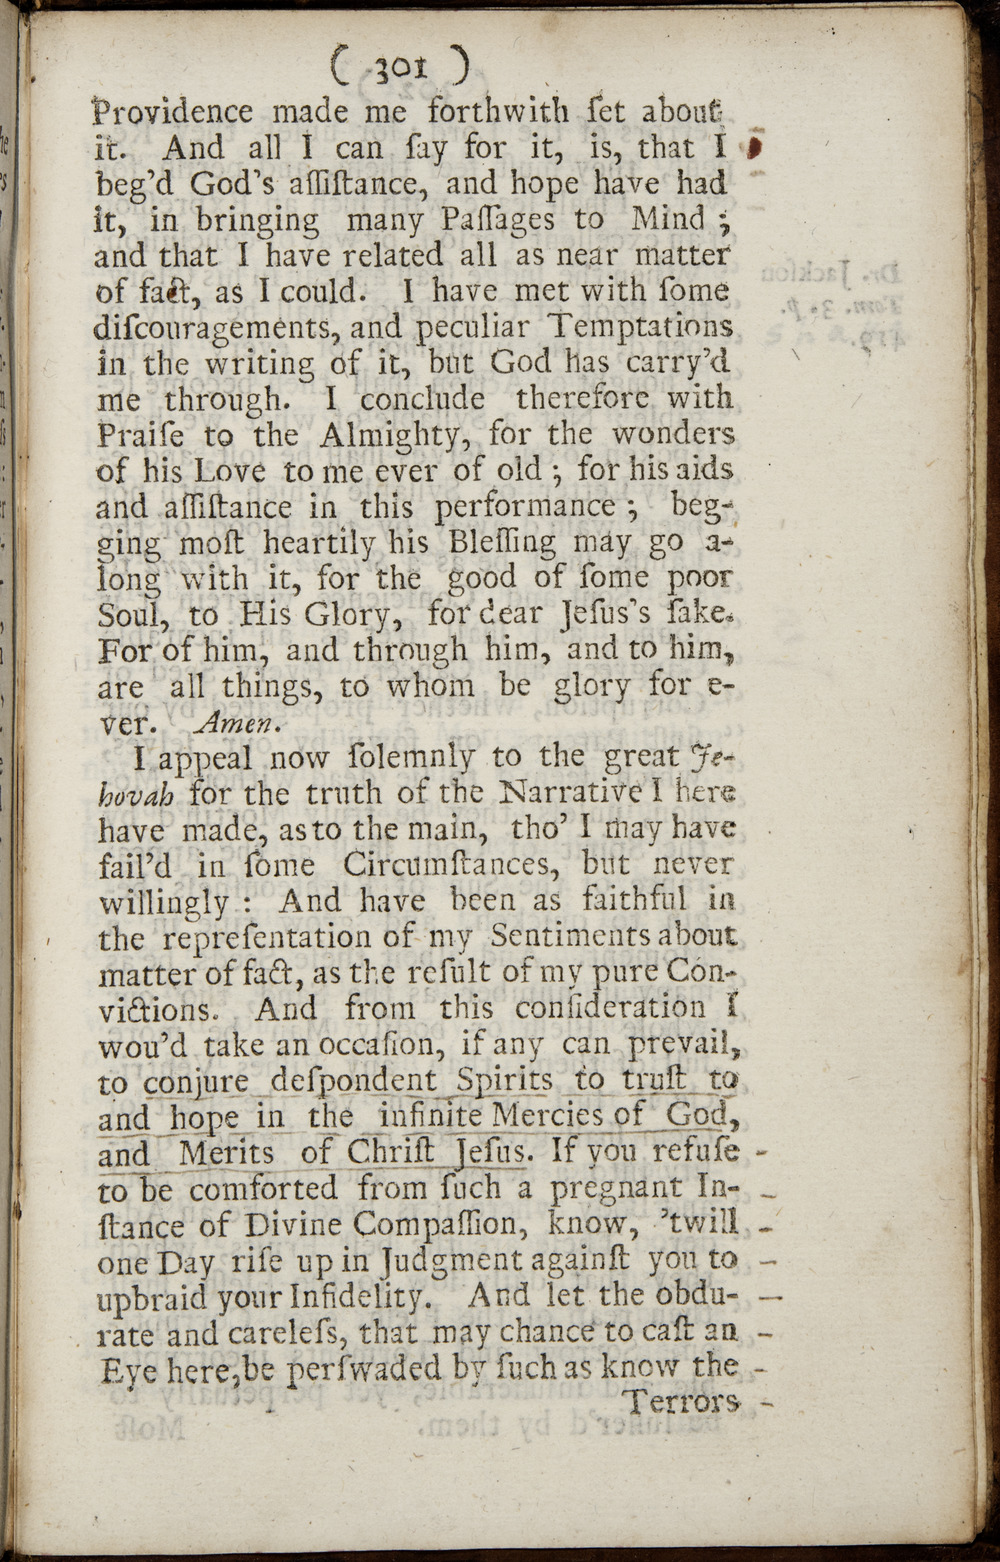 ( 301 )
Providence made me forthwith ſet about
it. And all I can ſay for it, is, that I
beg’d God’s aſſiſtance, and hope have had
it, in bringing many Paſſages to Mind ;
and that I have related all as near matter
of fact, as I could. I have met with ſome
diſcouragements, and peculiar Temptations
in the writing of it, but God has carry’d
me through. I conclude therefore with
Praiſe to the Almighty, for the wonders
of his Love to me ever of old ; for his aids
and aſſiſtance in this performance ; beg-
ging moſt heartily his Bleſſing may go a-
long with it, for the good of ſome poor
Soul, to His Glory, for dear Jeſus’s ſake.
For of him, and through him, and to him,
are all things, to whom be glory for e-
ver. Amen.
I appeal now ſolemnly to the great Je-
hovah for the truth of the Narrative I here
have made, as to the main, tho’ I may have
fail’d in ſome Circumſtances, but never
willingly : And have been as faithful in
the repreſentation of my Sentiments about
matter of fact, as the reſult of my pure Con-
victions. And from this conſideration I
wou’d take an occaſion, if any can prevail,
to conjure deſpondent Spirits to truſt to
and hope in the infinite Mercies of God,
and Merits of Chriſt Jeſus. If you refuſe
to be comforted from ſuch a pregnant In-
ſtance of Divine Compaſſion, know, ’twill
one Day riſe up in Judgment againſt you to
upbraid your Infidelity. And let the obdu-
rate and careleſs, that may chance to caſt an
Eye here,be perſwaded by ſuch as know the
Terrors